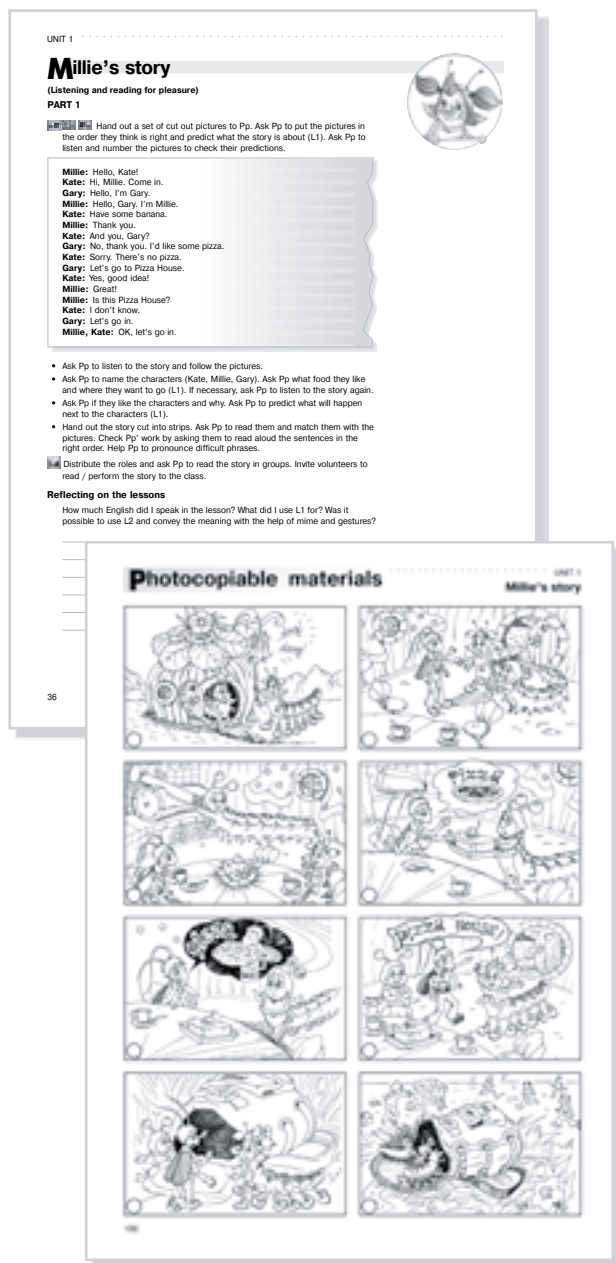 UNIT 1
Millie's story
(Listening and reading for pleasure)
PART 1
Hand out a set of cut out pictures to Pp. Ask Pp to put the pictures in
the order they think is right and predict what the story is about (L1). Ask Pp to
listen and number the pictures to check their predictions.
Millie: Hello, Kate!
Kate: Hi, Millie. Come in.
Gary: Hello, I'm Gary.
Millie: Hello, Gary. I'm Millie.
Kate: Have some banana.
Millie: Thank you.
Kate: And you, Gary?
Gary: No, thank you. I'd like some pizza.
Kate: Sorry. There's no pizza.
Gary: Let's go to Pizza House.
Kate: Yes, good idea!
Millie: Great!
Millie: Is this Pizza House?
Kate: I don't know.
Gary: Let's go in.
Millie, Kate: OK, let's go in.
• Ask Pp to listen to the story and follow the pictures.
• Ask Pp to name the characters (Kate, Millie, Gary). Ask Pp what food they like
and where they want to go (L1). If necessary, ask Pp to listen to the story again.
• Ask Pp if they like the characters and why. Ask Pp to predict what will happen
next to the characters (L1).
• Hand out the story cut into strips. Ask Pp to read them and match them with the
pictures. Check Pp' work by asking them to read aloud the sentences in the
right order. Help Pp to pronounce difficult phrases.
Distribute the roles and ask Pp to read the story in groups. Invite volunteers to
read / perform the story to the class.
Reflecting on the lessons
How much English did I speak in the lesson? What did I use L1 for? Was it
possible to use L2 and convey the meaning with the help of mime and gestures?
36
Photocopiable materials
UNIT 1
Millie's story
PIZZA HOUSE!